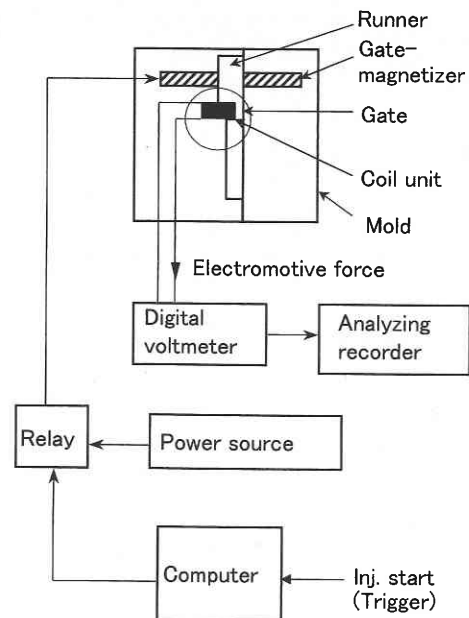 Runner
Gate-
magnetizer
Gate
Coil unit
Mold
Electromotive force
Digital
voltmeter
Analyzing
recorder
Relay
Power source
Computer
Inj. start
(Trigger)